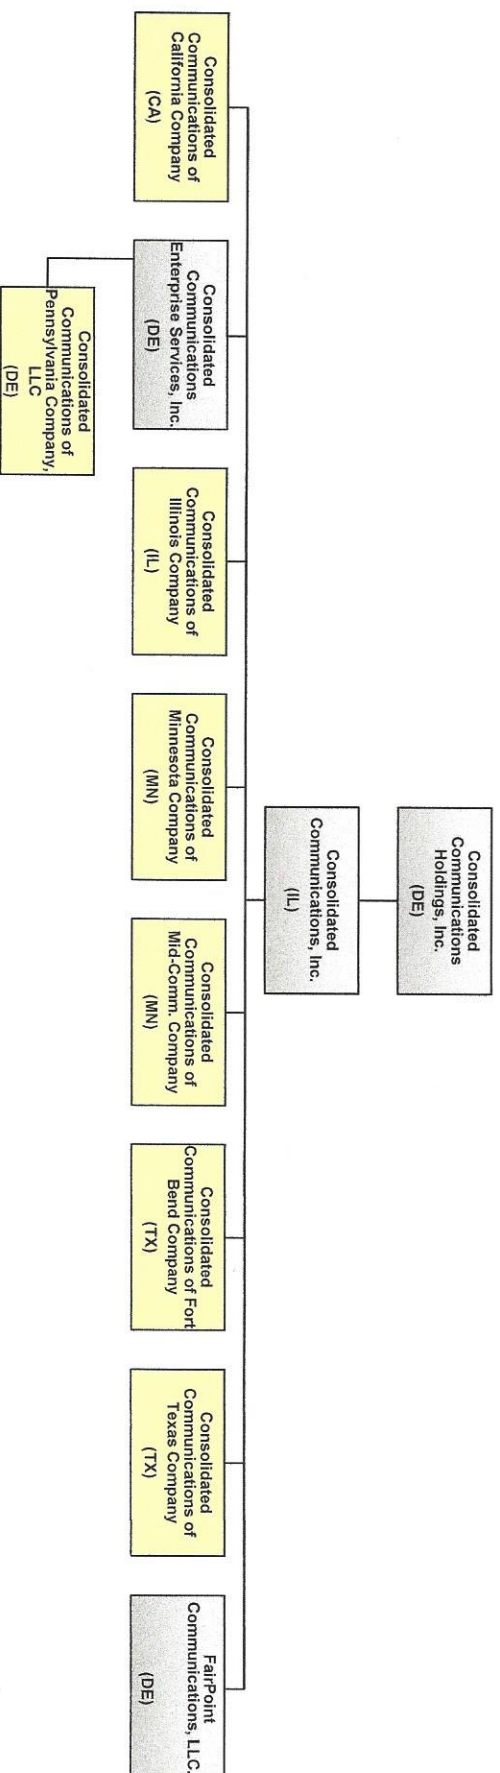 Consolidated
Communications
Holdings, Inc.
(DE)
Consolidated
Communications, Inc.
(IL)
Consolidated
Communications of
California Company
(CA)
Consolidated
Communications
Enterprise Services, Inc.
(DE)
Consolidated
Communications of
Pennsylvania Company,
LLC
(DE)
Consolidated
Communications of
Illinois Company
(IL)
Consolidated
Communications of
Minnesota Company
(MN)
Consolidated
Communications of
Mid-Comm. Company
(MN)
Consolidated
Communications of Fort
Bend Company
(TX)
Consolidated
Communications of
Texas Company
(TX)
FairPoint
Communications, LLC.
(DE)